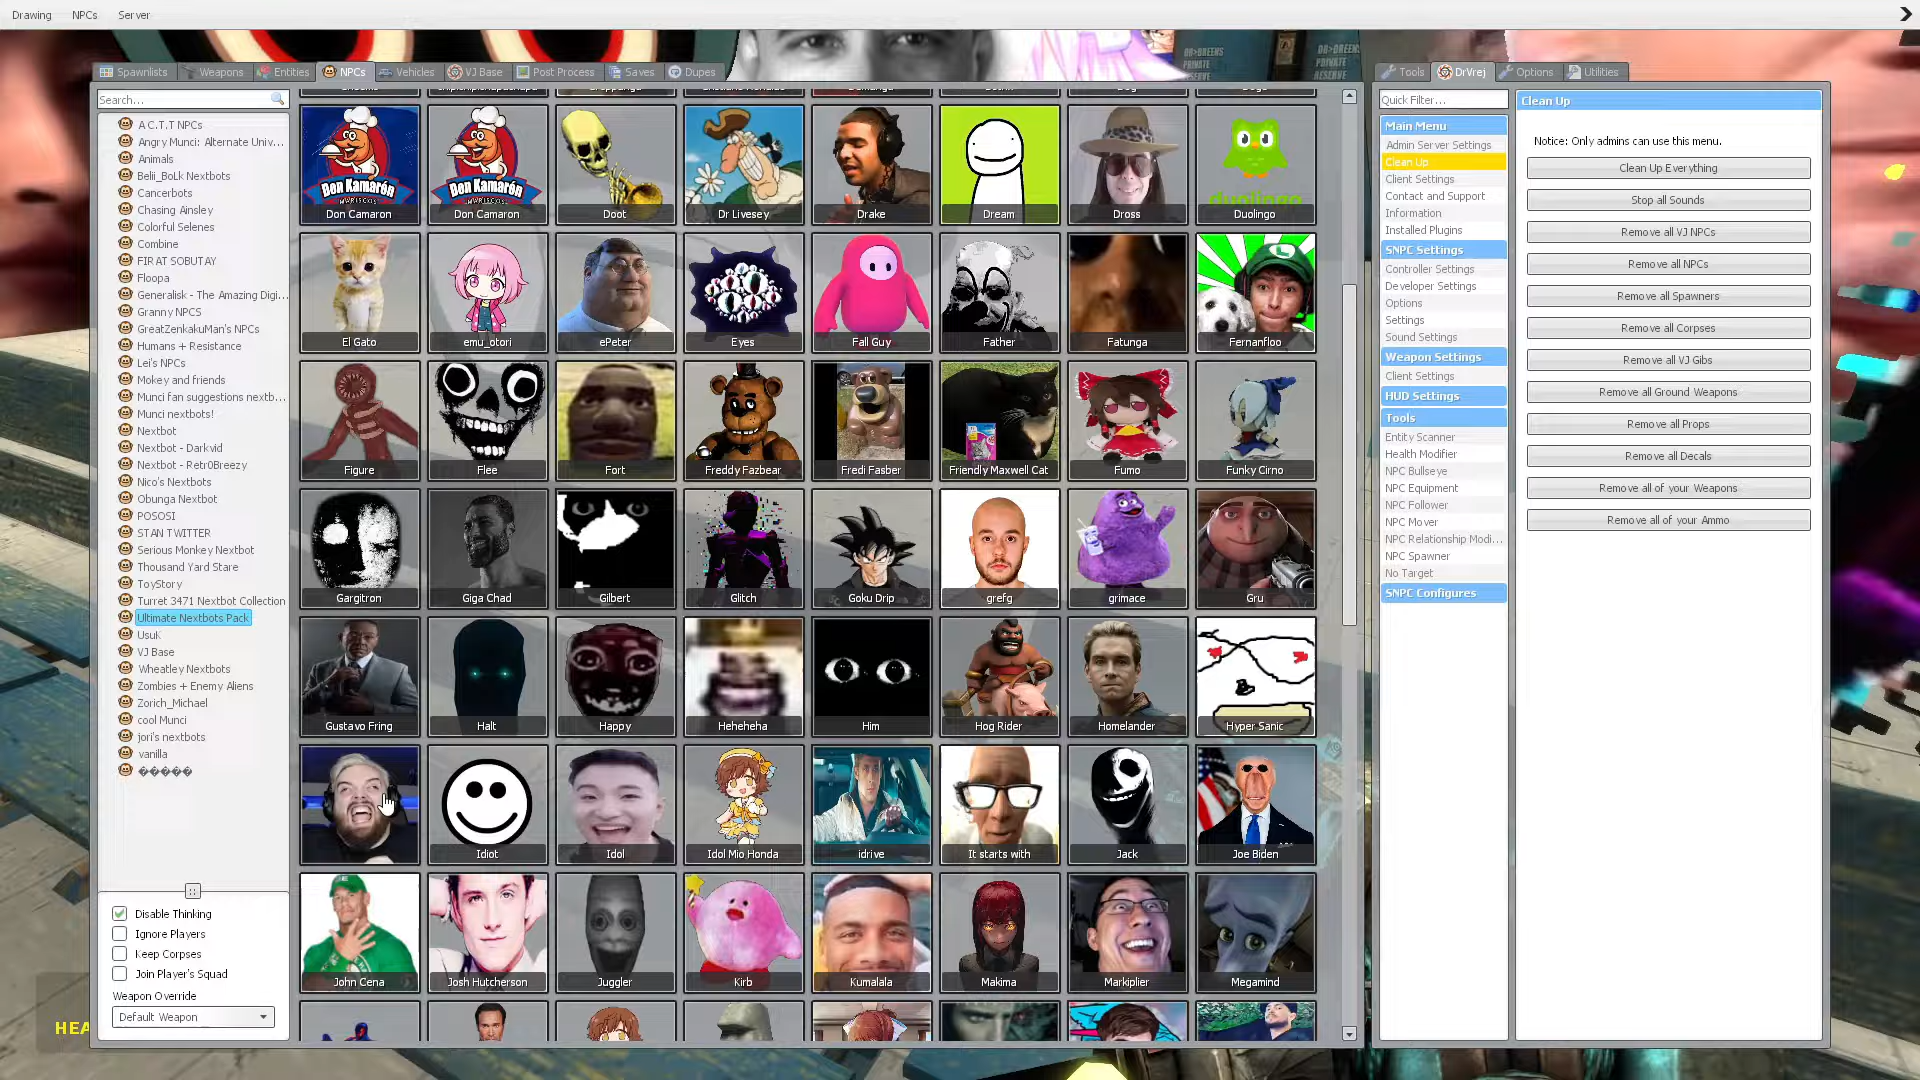 Drawing NPCs Server
DR>BREENS
PRIVATE
RESERVE
Spawnlists Weapons Entities NPCs Vehicles VJ Base Post Process Saves Dupes
Tools DrVrej Options Utilities
Search...
A.C.T.T NPCs
Angry Munci: Alternate Univ...
Animals
Belii_BoLk Nextbots
Cancerbots
Chasing Ainsley
Colorful Selenes
Combine
FIRAT SOBUTAY
Floopa
Generalisk - The Amazing Digi...
Granny NPCS
GreatZenkakuMan's NPCs
Humans + Resistance
Lei's NPCs
Mokey and friends
Munci fan suggestions nextb...
Munci nextbots!
Nextbot
Nextbot - Darkvid
Nextbot - Retr0Breezy
Nico's Nextbots
Obunga Nextbot
POSOSI
STAN TWITTER
Serious Monkey Nextbot
Thousand Yard Stare
ToyStory
Turret 3471 Nextbot Collection
Ultimate Nextbots Pack
Usuk
VJ Base
Wheatley Nextbots
Zombies + Enemy Aliens
Zorich_Michael
cool Munci
jori's nextbots
vanilla
�����
Disable Thinking
Ignore Players
Keep Corpses
Join Player's Squad
Weapon Override
Default Weapon
HEA
Don Camaron Don Camaron Doot Dr Livesey Drake Dream Dross Duolingo
El Gato emu_otori ePeter Eyes Fall Guy Father Fatunga Fernanfloo
Figure Flee Fort Freddy Fazbear Fredi Fasber Friendly Maxwell Cat Fumo Funky Cirno
Gargitron Giga Chad Gilbert Glitch Goku Drip grefg grimace Gru
Gustavo Fring Halt Happy Heheheha Him Hog Rider Homelander Hyper Sanic
Idiot Idol Idol Mio Honda idrive It starts with Jack Joe Biden
John Cena Josh Hutcherson Juggler Kirb Kumalala Makima Markiplier Megamind
Quick Filter...
Main Menu
Admin Server Settings
Clean Up
Client Settings
Contact and Support
Information
Installed Plugins
SNPC Settings
Controller Settings
Developer Settings
Options
Settings
Sound Settings
Weapon Settings
Client Settings
HUD Settings
Tools
Entity Scanner
Health Modifier
NPC Bullseye
NPC Equipment
NPC Follower
NPC Mover
NPC Relationship Modi...
NPC Spawner
No Target
SNPC Configures
Clean Up
Notice: Only admins can use this menu.
Clean Up Everything
Stop all Sounds
Remove all VJ NPCs
Remove all NPCs
Remove all Spawners
Remove all Corpses
Remove all VJ Gibs
Remove all Ground Weapons
Remove all Props
Remove all Decals
Remove all of your Weapons
Remove all of your Ammo